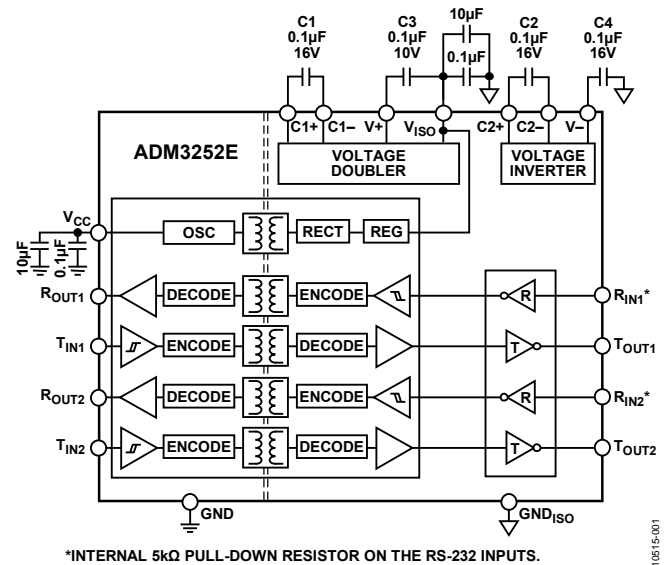 C1
0.1µF
16V
C3
0.1µF
10V
10µF
0.1µF
C2
0.1µF
16V
C4
0.1µF
16V
C1+
C1–
V+
VISO
C2+
C2–
V–
ADM3252E
VOLTAGE
DOUBLER
VOLTAGE
INVERTER
VCC
10µF
0.1µF
OSC
RECT
REG
ROUT1
DECODE
ENCODE
R
RIN1*
TIN1
ENCODE
DECODE
T
TOUT1
ROUT2
DECODE
ENCODE
R
RIN2*
TIN2
ENCODE
DECODE
T
TOUT2
GND
GNDISO
*INTERNAL 5kΩ PULL-DOWN RESISTOR ON THE RS-232 INPUTS.
10515-001